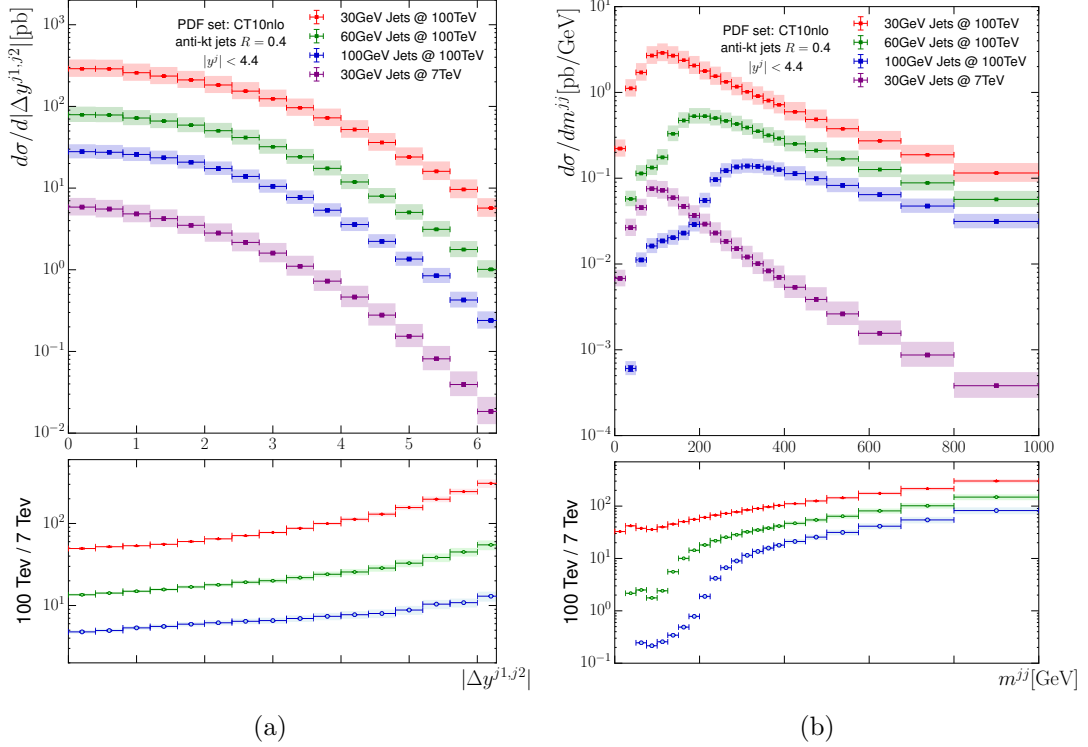 dσ/d|Δy^{j1,j2}|[pb]
10^3
10^2
10^1
10^0
10^{-1}
10^{-2}
PDF set: CT10nlo
anti-kt jets R = 0.4
|y^j| < 4.4
30GeV Jets @ 100TeV
60GeV Jets @ 100TeV
100GeV Jets @ 100TeV
30GeV Jets @ 7TeV
0 1 2 3 4 5 6
100 Tev / 7 Tev
10^2
10^1
|Δy^{j1,j2}|
(a)
dσ/dm^{jj}[pb/GeV]
10^1
10^0
10^{-1}
10^{-2}
10^{-3}
10^{-4}
PDF set: CT10nlo
anti-kt jets R = 0.4
|y^j| < 4.4
30GeV Jets @ 100TeV
60GeV Jets @ 100TeV
100GeV Jets @ 100TeV
30GeV Jets @ 7TeV
0 200 400 600 800 1000
100 Tev / 7 Tev
10^2
10^1
10^0
10^{-1}
m^{jj}[GeV]
(b)